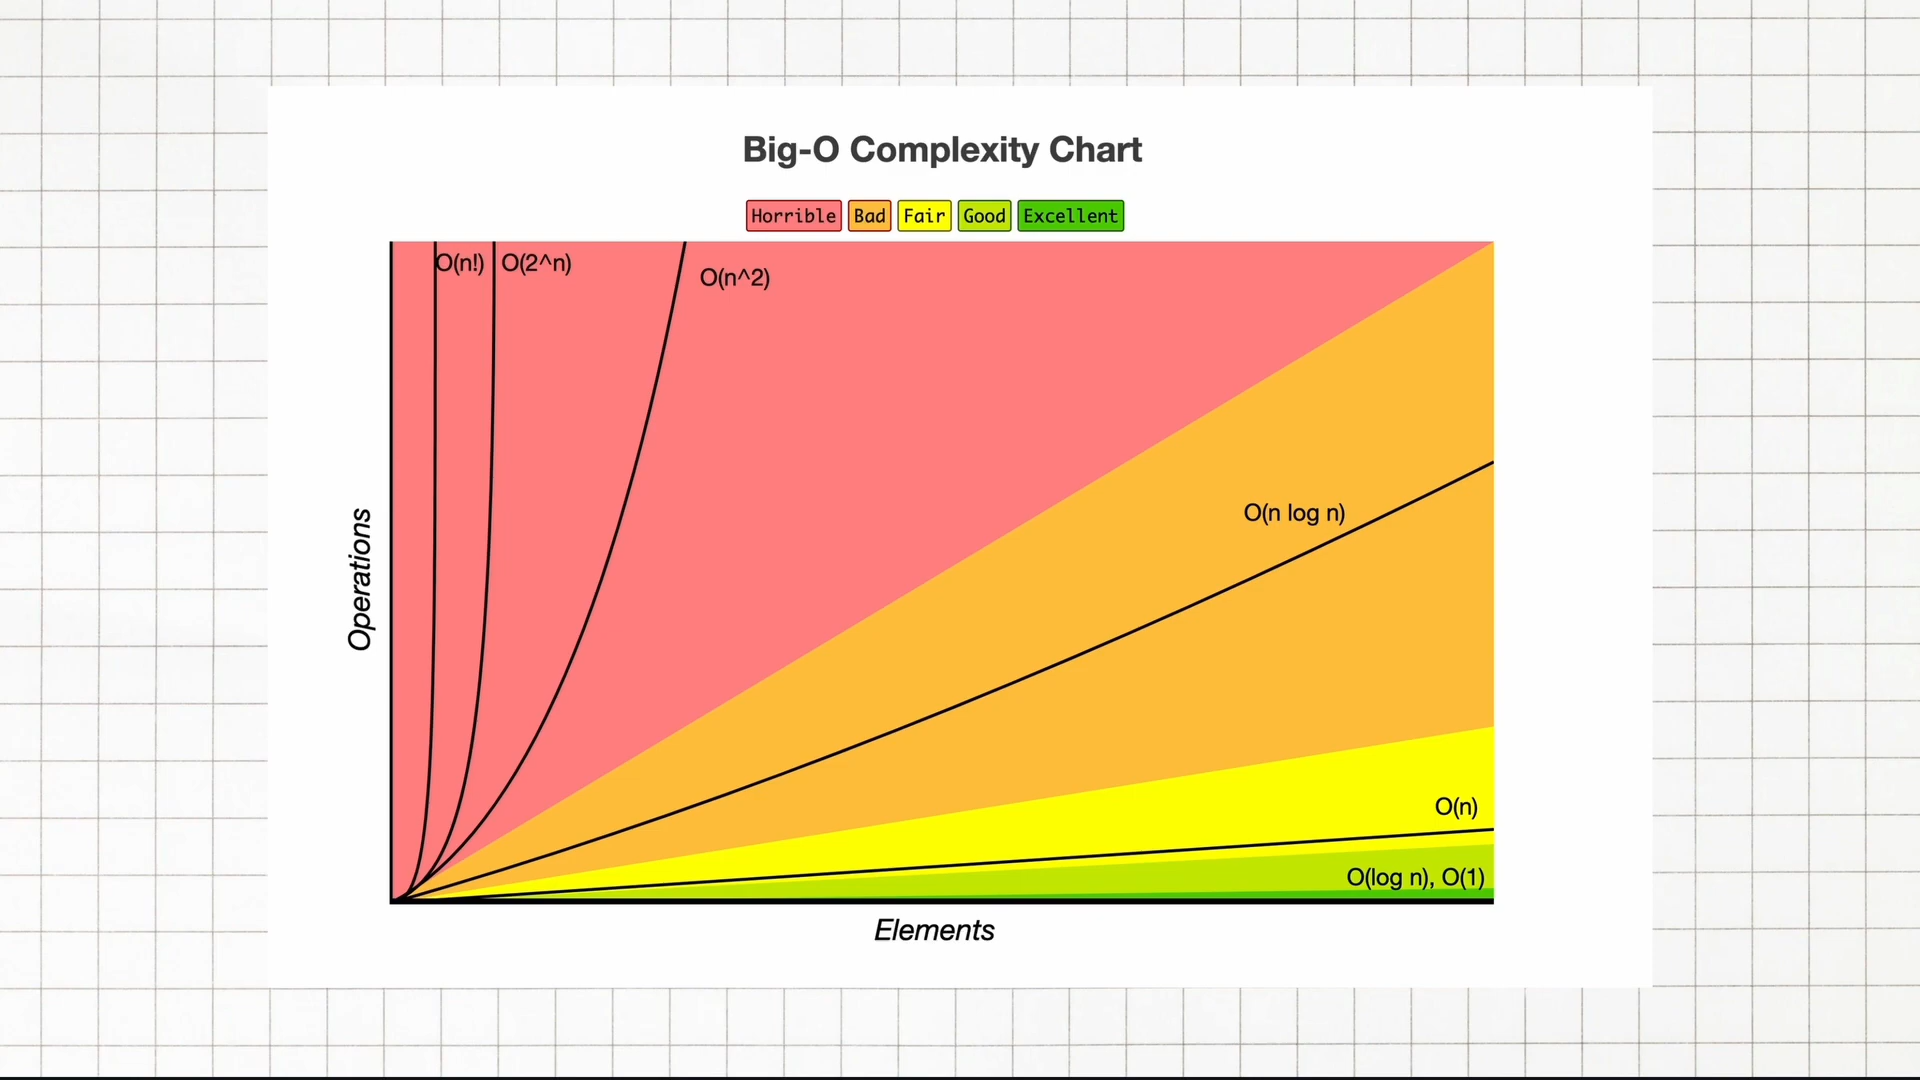 Big-O Complexity Chart
Horrible Bad Fair Good Excellent
O(n!) O(2^n)
O(n^2)
O(n log n)
Operations
O(n)
O(log n), O(1)
Elements